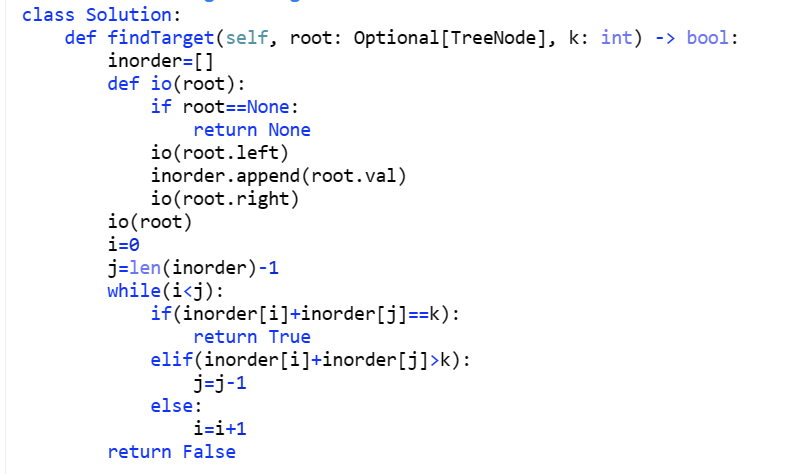 class Solution:
    def findTarget(self, root: Optional[TreeNode], k: int) -> bool:
        inorder=[]
        def io(root):
            if root==None:
                return None
            io(root.left)
            inorder.append(root.val)
            io(root.right)
        io(root)
        i=0
        j=len(inorder)-1
        while(i<j):
            if(inorder[i]+inorder[j]==k):
                return True
            elif(inorder[i]+inorder[j]>k):
                j=j-1
            else:
                i=i+1
        return False